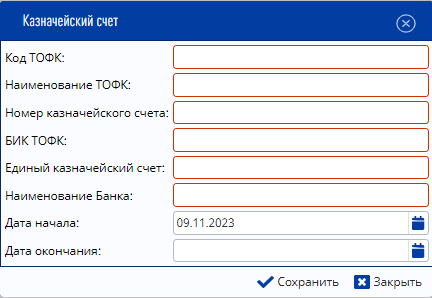 Казначейский счет
Код ТОФК:
Наименование ТОФК:
Номер казначейского счета:
БИК ТОФК:
Единый казначейский счет:
Наименование Банка:
Дата начала: 09.11.2023
Дата окончания:
Сохранить Закрыть